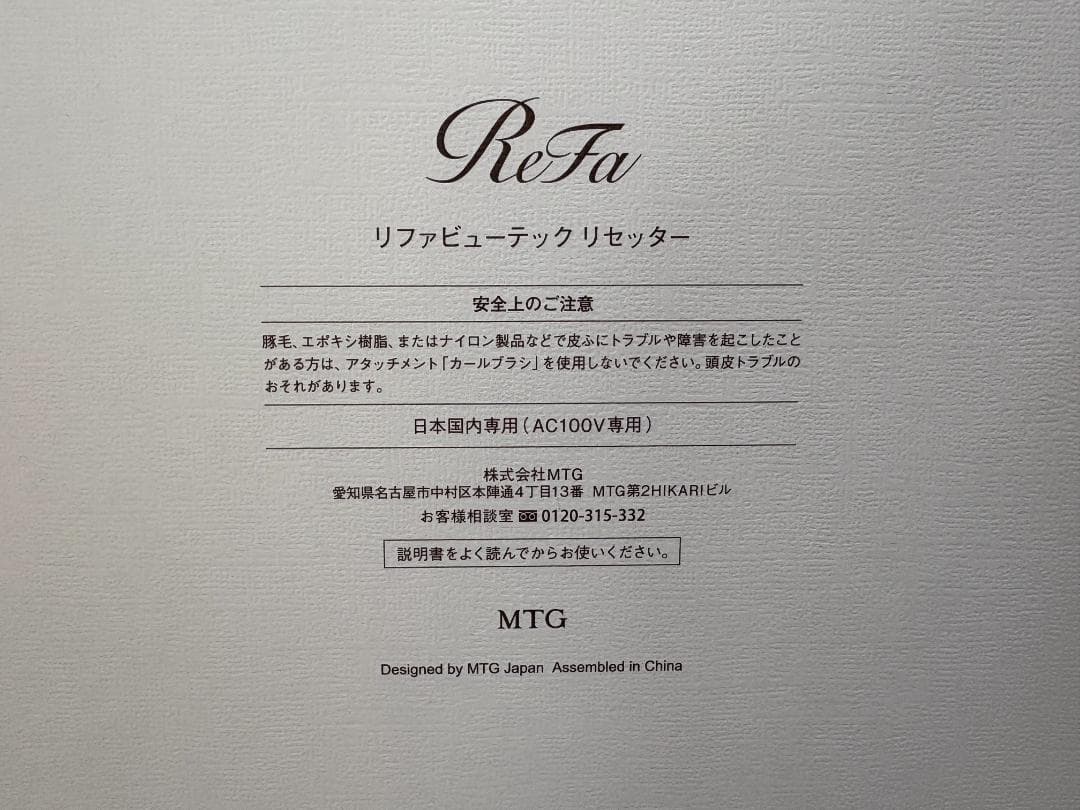 ReFa
リファビューテック リセッター
安全上のご注意
豚毛、エポキシ樹脂、またはナイロン製品などで皮ふにトラブルや障害を起こしたこと
がある方は、アタッチメント「カールブラシ」を使用しないでください。頭皮トラブルの
おそれがあります。
日本国内専用(AC100V専用)
株式会社MTG
愛知県名古屋市中村区本陣通4丁目13番 MTG第2HIKARIビル
お客様相談室 0120-315-332
説明書をよく読んでからお使いください。
MTG
Designed by MTG Japan Assembled in China